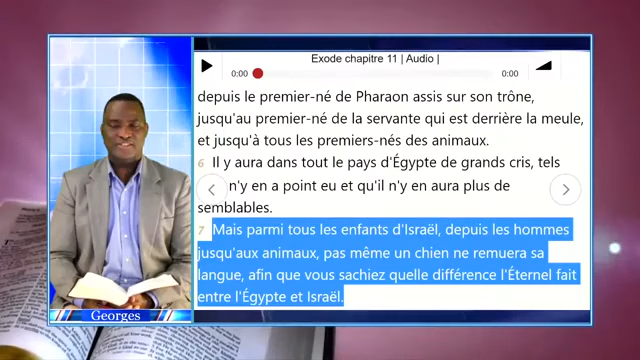 Exode chapitre 11 | Audio |
0:00
0:00
depuis le premier-né de Pharaon assis sur son trône,
jusqu'au premier-né de la servante qui est derrière la meule,
et jusqu'à tous les premiers-nés des animaux.
6 Il y aura dans tout le pays d'Égypte de grands cris, tels
n'y en a point eu et qu'il n'y en aura plus de
semblables.
7 Mais parmi tous les enfants d'Israël, depuis les hommes
jusqu'aux animaux, pas même un chien ne remuera sa
langue, afin que vous sachiez quelle différence l'Éternel fait
entre l'Égypte et Israël.
Georges